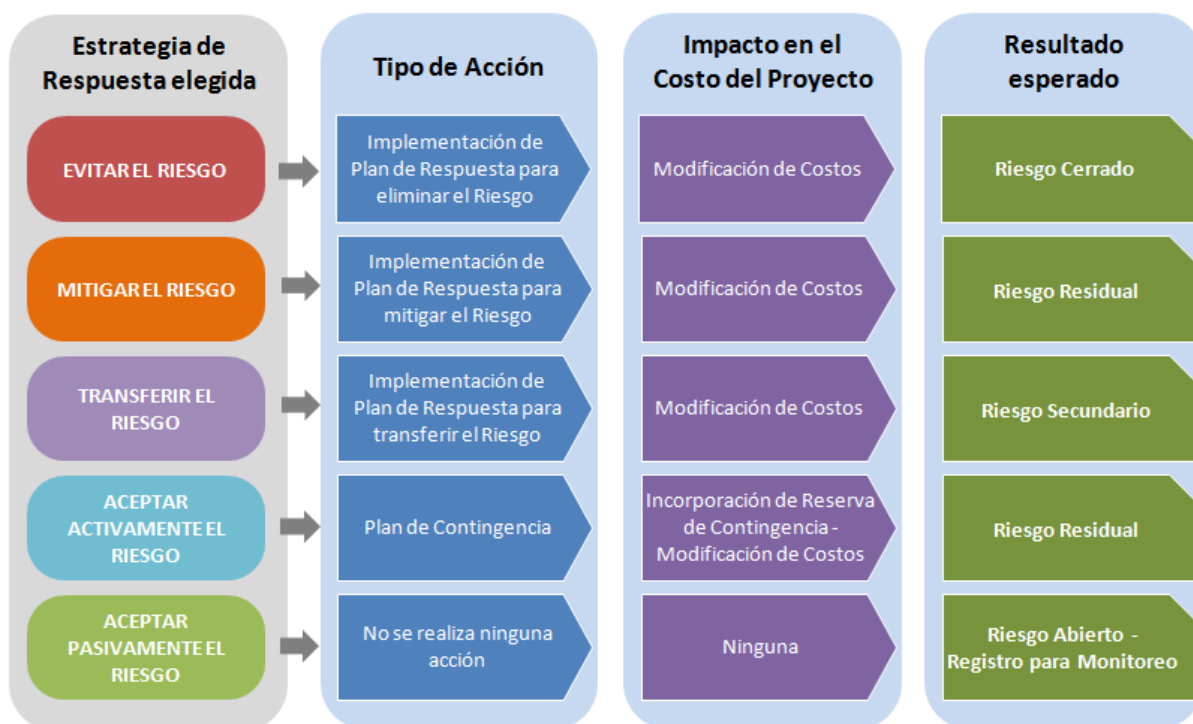 Estrategia de
Respuesta elegida
Tipo de Acción
Impacto en el
Costo del Proyecto
Resultado
esperado
EVITAR EL RIESGO
Implementación de
Plan de Respuesta para
eliminar el Riesgo
Modificación de Costos
Riesgo Cerrado
MITIGAR EL RIESGO
Implementación de
Plan de Respuesta para
mitigar el Riesgo
Modificación de Costos
Riesgo Residual
TRANSFERIR EL
RIESGO
Implementación de
Plan de Respuesta para
transferir el Riesgo
Modificación de Costos
Riesgo Secundario
ACEPTAR
ACTIVAMENTE EL
RIESGO
Plan de Contingencia
Incorporación de Reserva
de Contingencia -
Modificación de Costos
Riesgo Residual
ACEPTAR
PASIVAMENTE EL
RIESGO
No se realiza ninguna
acción
Ninguna
Riesgo Abierto -
Registro para Monitoreo